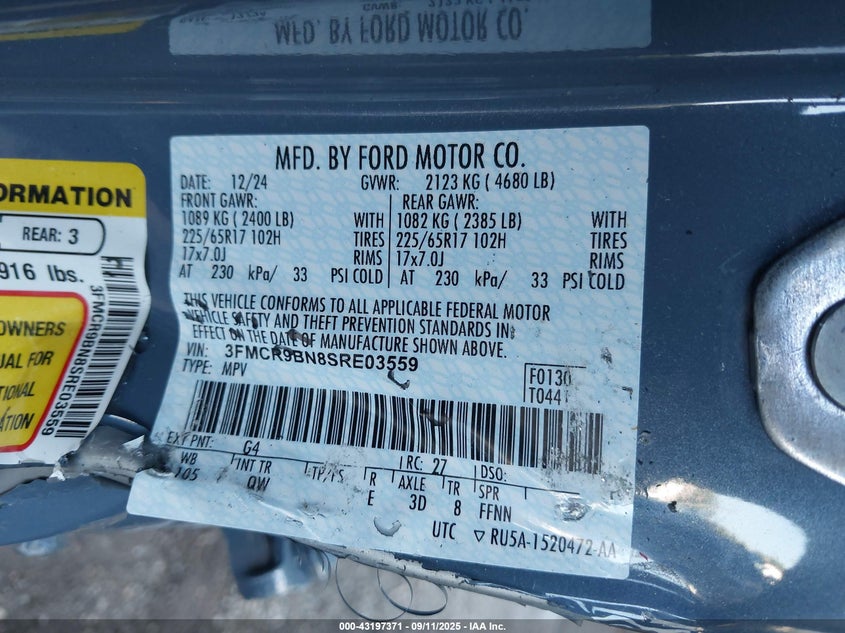 MFD. BY FORD MOTOR CO.
MFD. BY FORD MOTOR CO.
DATE: 12/24 GVWR: 2123 KG ( 4680 LB)
FRONT GAWR: REAR GAWR:
1089 KG ( 2400 LB) WITH 1082 KG ( 2385 LB) WITH
225/65R17 102H TIRES 225/65R17 102H TIRES
17x7.0J RIMS 17x7.0J RIMS
AT 230 kPa/ 33 PSI COLD AT 230 kPa/ 33 PSI COLD
THIS VEHICLE CONFORMS TO ALL APPLICABLE FEDERAL MOTOR
VEHICLE SAFETY AND THEFT PREVENTION STANDARDS IN
EFFECT ON THE DATE OF MANUFACTURE SHOWN ABOVE.
VIN: 3FMCR9BN8SRE03559
TYPE: MPV
F0130
T044
EXT PNT: G4 RC: 27 DSO:
WB INT TR TP/PS R AXLE TR SPR
105 QW E 3D 8 FFNN
UTC ▽ RU5A-1520472-AA
ORMATION
REAR: 3
916 lbs.
OWNERS
UAL FOR
TIONAL
ATION
3FMCR9BN8SRE03559
000-43197371 - 09/11/2025 - IAA Inc.